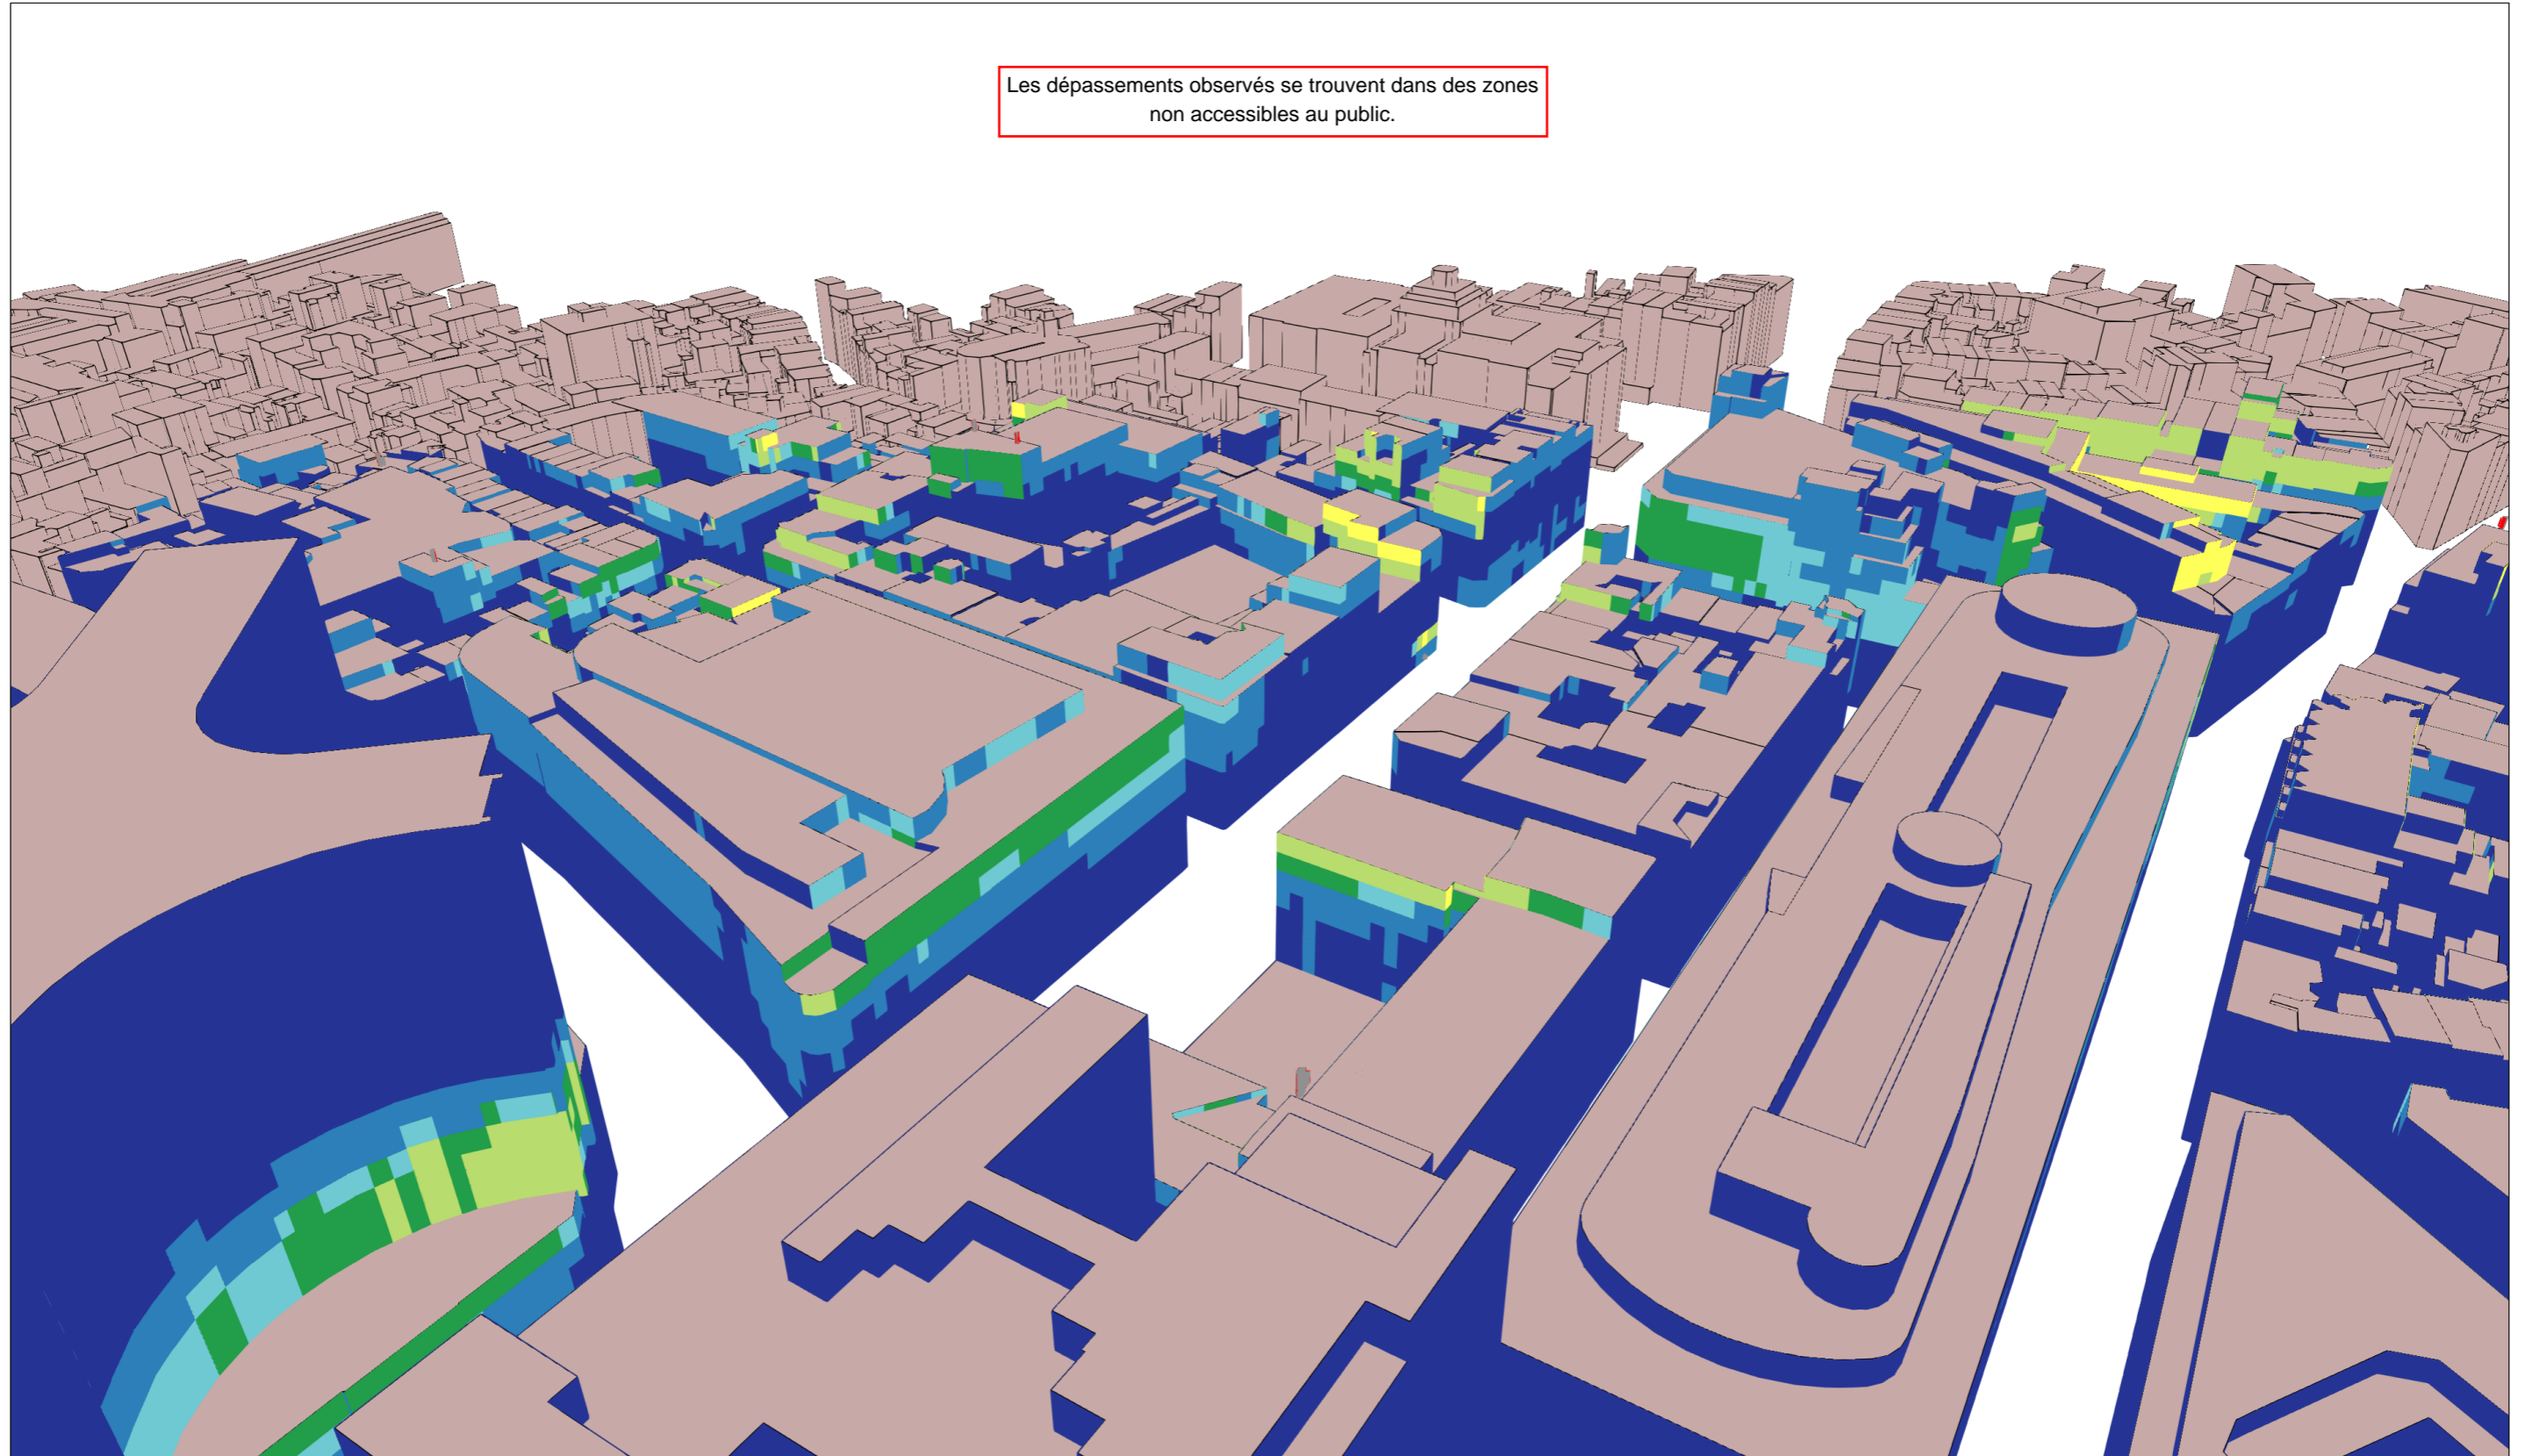 Les dépassements observés se trouvent dans des zones
non accessibles au public.